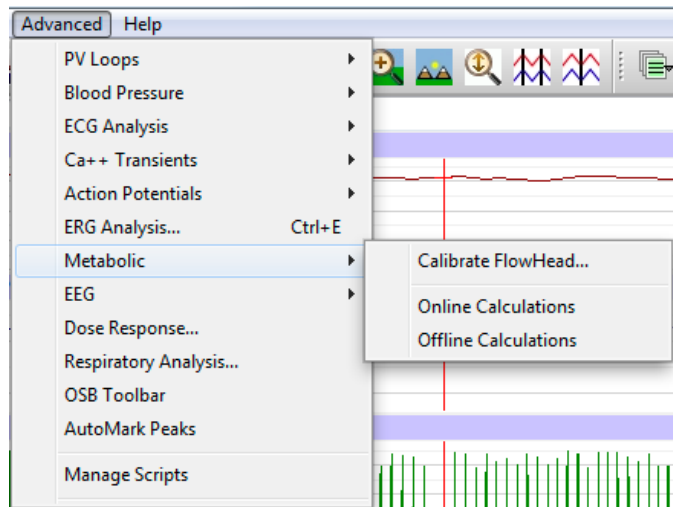 Advanced Help
PV Loops
Blood Pressure
ECG Analysis
Ca++ Transients
Action Potentials
ERG Analysis... Ctrl+E
Metabolic
Calibrate FlowHead...
Online Calculations
Offline Calculations
EEG
Dose Response...
Respiratory Analysis...
OSB Toolbar
AutoMark Peaks
Manage Scripts